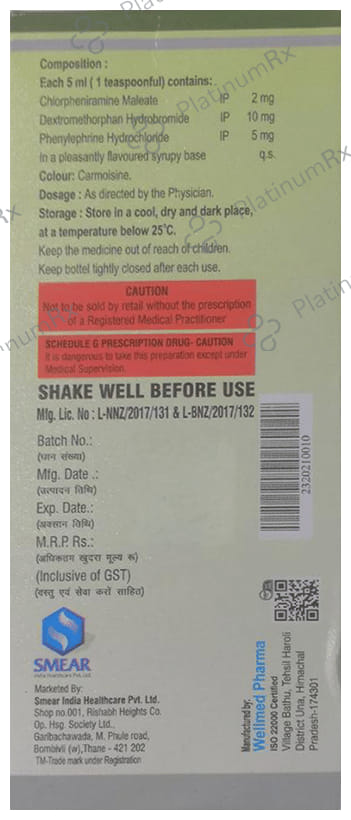 Composition :
Each 5 ml ( 1 teaspoonful) contains:.
Chlorpheniramine Maleate IP 2 mg
Dextromethorphan Hydrobromide IP 10 mg
Phenylephrine Hydrochloride IP 5 mg
In a pleasantly flavoured syrupy base q.s.
Colour: Carmoisine.
Dosage : As directed by the Physician.
Storage : Store in a cool, dry and dark place,
at a temperature below 25°C.
Keep the medicine out of reach of children.
Keep bottel tightly closed after each use.
CAUTION
Not to be sold by retail without the prescription
of a Registered Medical Practitioner
SCHEDULE G PRESCRIPTION DRUG- CAUTION
It is dangerous to take this preparation except under
Medical Supervision.
SHAKE WELL BEFORE USE
Mfg. Lic. No : L-NNZ/2017/131 & L-BNZ/2017/132
Batch No.:
(घान संख्या)
Mfg. Date .:
(उत्पादन तिथि)
Exp. Date.:
(अवसान तिथि)
M.R.P. Rs.:
(अधिकतम खुदरा मूल्य रू)
(Inclusive of GST)
(वस्तु एवं सेवा करों सहित)
2320210010
SMEAR
India Healthcare Pvt. Ltd.
Marketed By:
Smear India Healthcare Pvt. Ltd.
Shop no.001, Rishabh Heights Co.
Op. Hsg. Society Ltd.,
Garibachawada, M. Phule road,
Bombivli (w),Thane - 421 202
TM-Trade mark under Registration
Manufactured by:
Wellmed Pharma
ISO 22000 Certified
Village Bathu, Tehsil Haroli
District Una, Himachal
Pradesh-174301
PlatinumRx
PlatinumRx
PlatinumRx